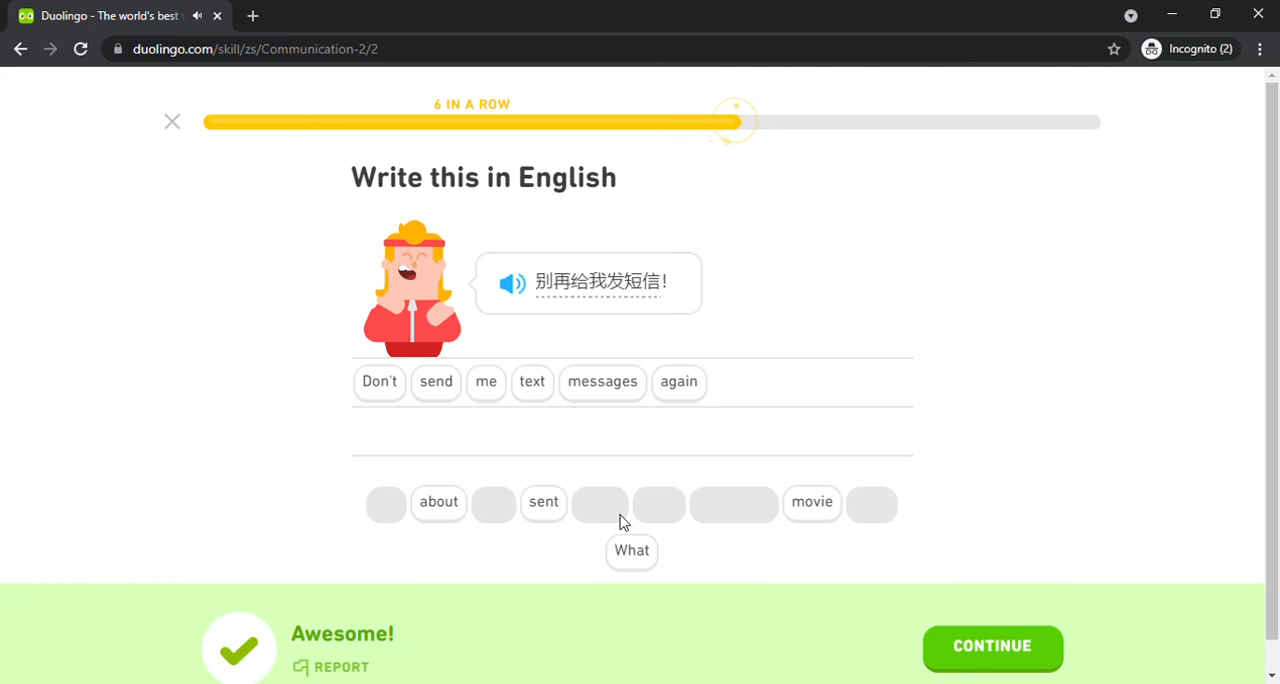 Duolingo - The world's best
duolingo.com/skill/zs/Communication-2/2
Incognito (2)
6 IN A ROW
Write this in English
别再给我发短信!
Don't send me text messages again
about sent movie
What
Awesome!
REPORT
CONTINUE